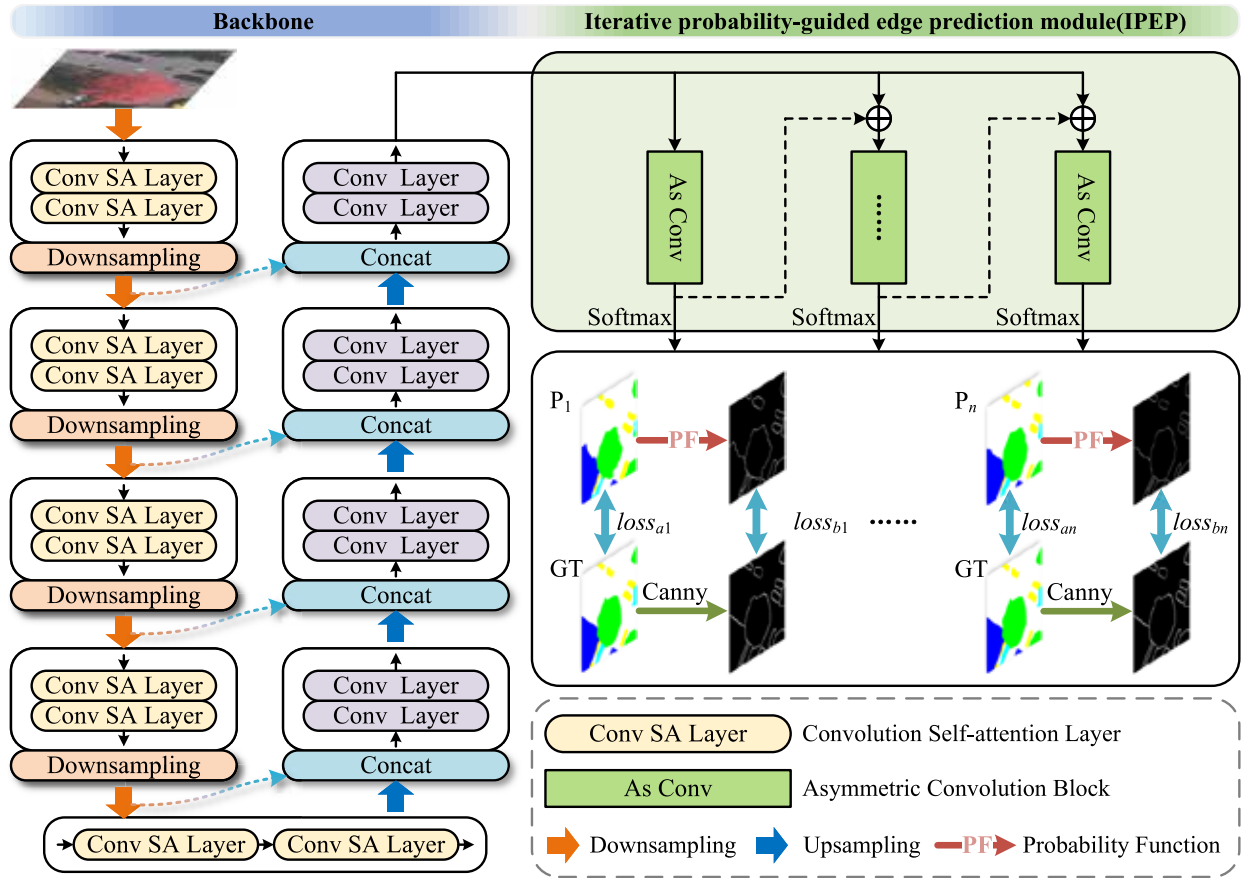 Backbone
Iterative probability-guided edge prediction module(IPEP)
Conv SA Layer
Conv SA Layer
Downsampling
Conv SA Layer
Conv SA Layer
Downsampling
Conv SA Layer
Conv SA Layer
Downsampling
Conv SA Layer
Conv SA Layer
Downsampling
Conv SA Layer
Conv SA Layer
Conv Layer
Conv Layer
Concat
Conv Layer
Conv Layer
Concat
Conv Layer
Conv Layer
Concat
Conv Layer
Conv Layer
Concat
As Conv
......
As Conv
Softmax
Softmax
Softmax
P1
PF
lossa1
lossb1
GT
Canny
......
Pn
PF
lossan
lossbn
GT
Canny
Conv SA Layer
Convolution Self-attention Layer
As Conv
Asymmetric Convolution Block
Downsampling
Upsampling
PF
Probability Function